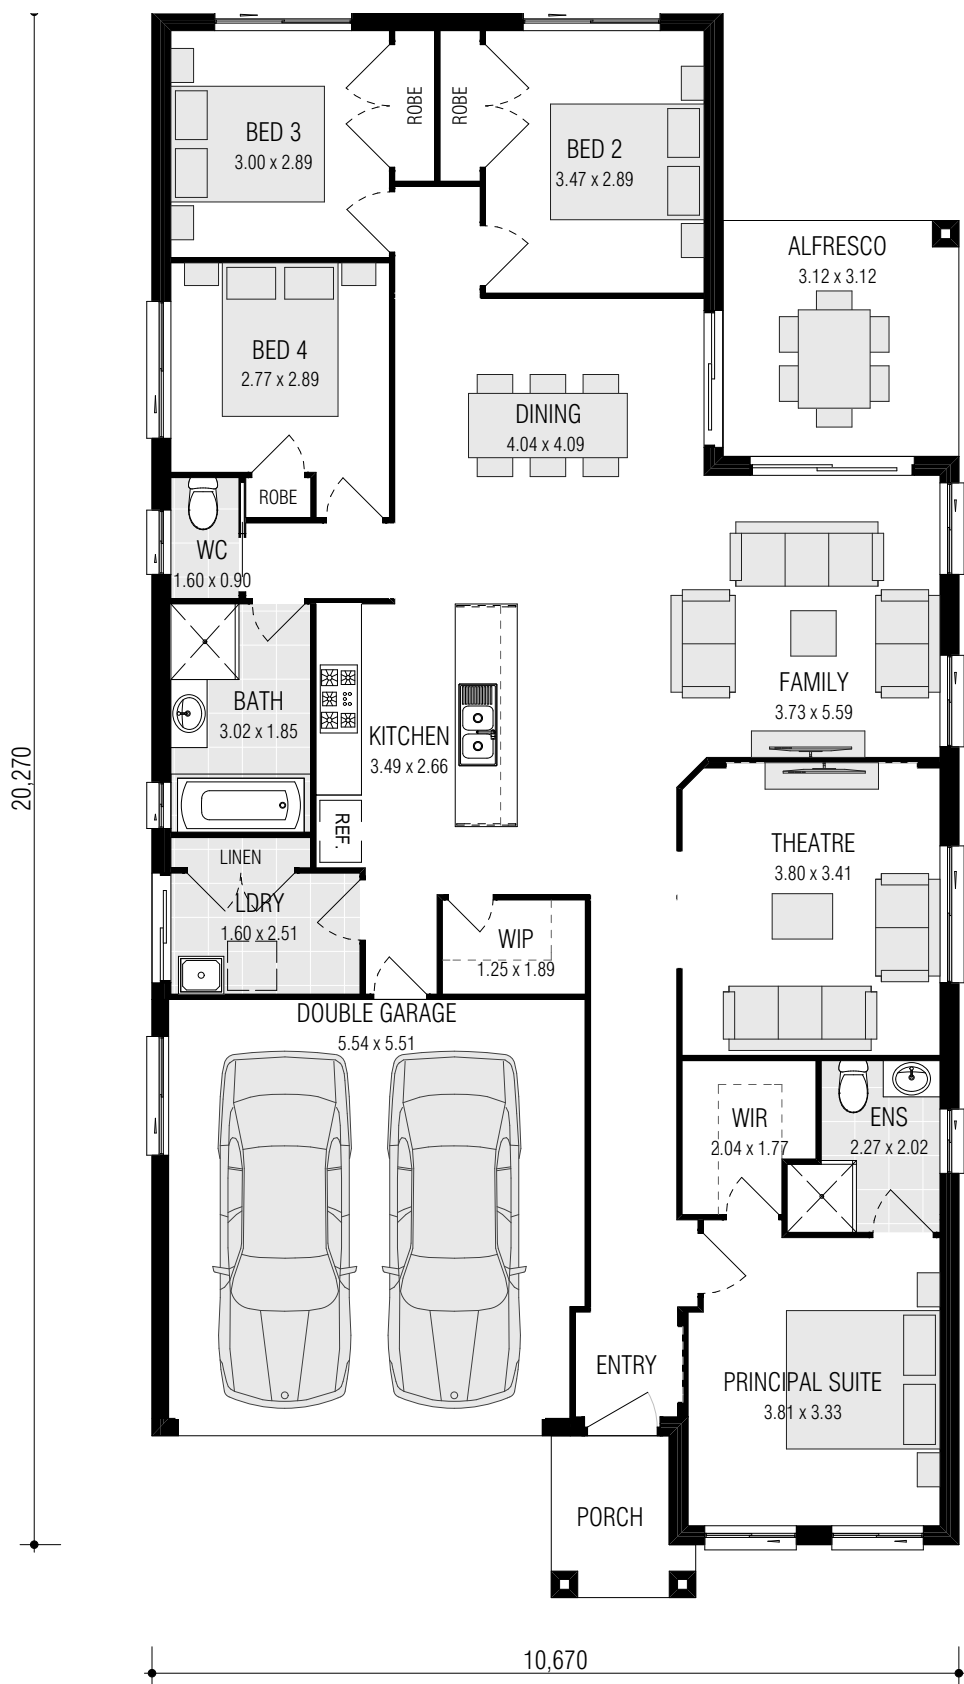 BED 3
3.00 x 2.89
ROBE
ROBE
BED 2
3.47 x 2.89
ALFRESCO
3.12 x 3.12
BED 4
2.77 x 2.89
DINING
4.04 x 4.09
ROBE
WC
1.60 x 0.90
BATH
3.02 x 1.85
KITCHEN
3.49 x 2.66
FAMILY
3.73 x 5.59
20,270
REF.
THEATRE
3.80 x 3.41
LINEN
LDRY
1.60 x 2.51
WIP
1.25 x 1.89
DOUBLE GARAGE
5.54 x 5.51
WIR
2.04 x 1.77
ENS
2.27 x 2.02
ENTRY
PRINCIPAL SUITE
3.81 x 3.33
PORCH
10,670